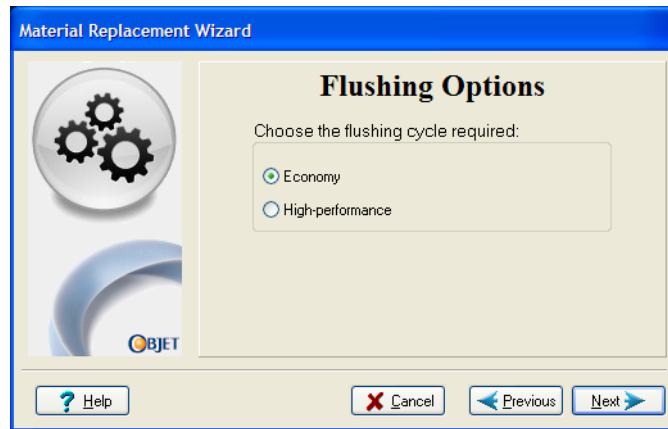 Material Replacement Wizard
Flushing Options
Choose the flushing cycle required:
Economy
High-performance
OBJET
? Help
Cancel
Previous
Next